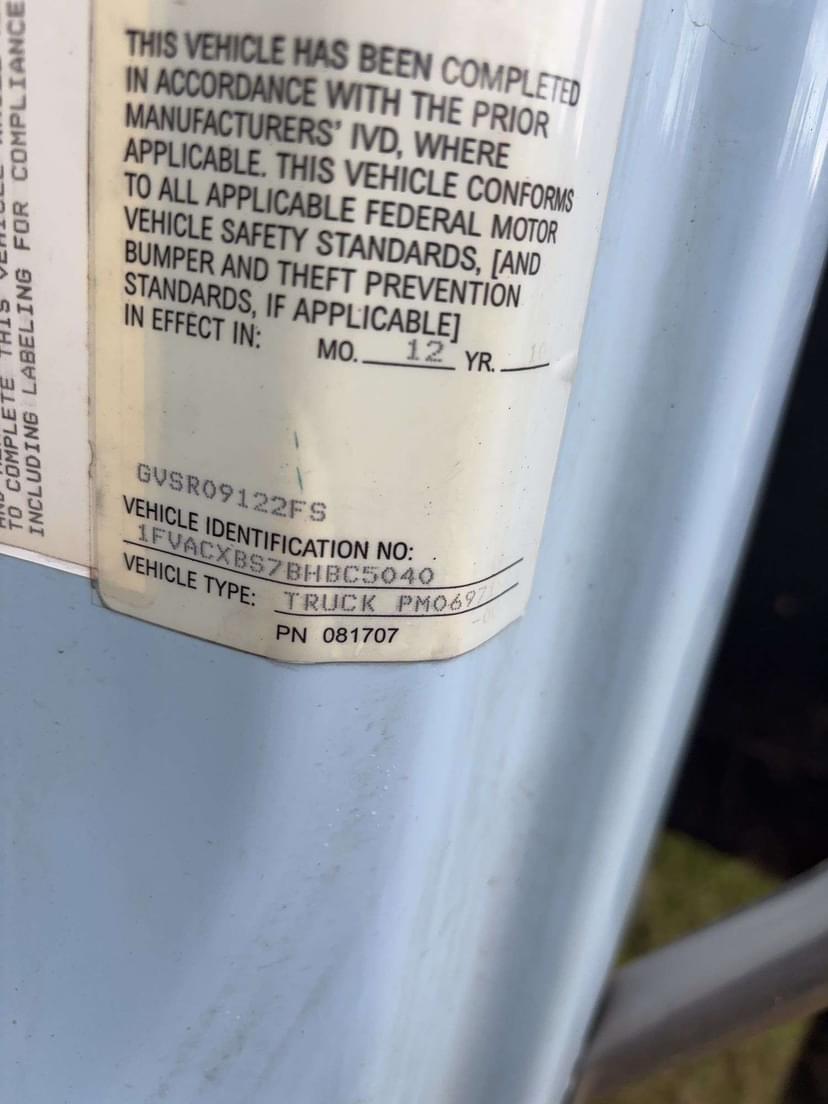 TO COMPLETE THIS VEHICLE
INCLUDING LABELING FOR COMPLIANCE
THIS VEHICLE HAS BEEN COMPLETED
IN ACCORDANCE WITH THE PRIOR
MANUFACTURERS' IVD, WHERE
APPLICABLE. THIS VEHICLE CONFORMS
TO ALL APPLICABLE FEDERAL MOTOR
VEHICLE SAFETY STANDARDS, [AND
BUMPER AND THEFT PREVENTION
STANDARDS, IF APPLICABLE]
IN EFFECT IN:
MO. 12 YR.
GVSR09122FS
VEHICLE IDENTIFICATION NO:
1FVACXBS7BHBC5040
VEHICLE TYPE: TRUCK PM0697
PN 081707